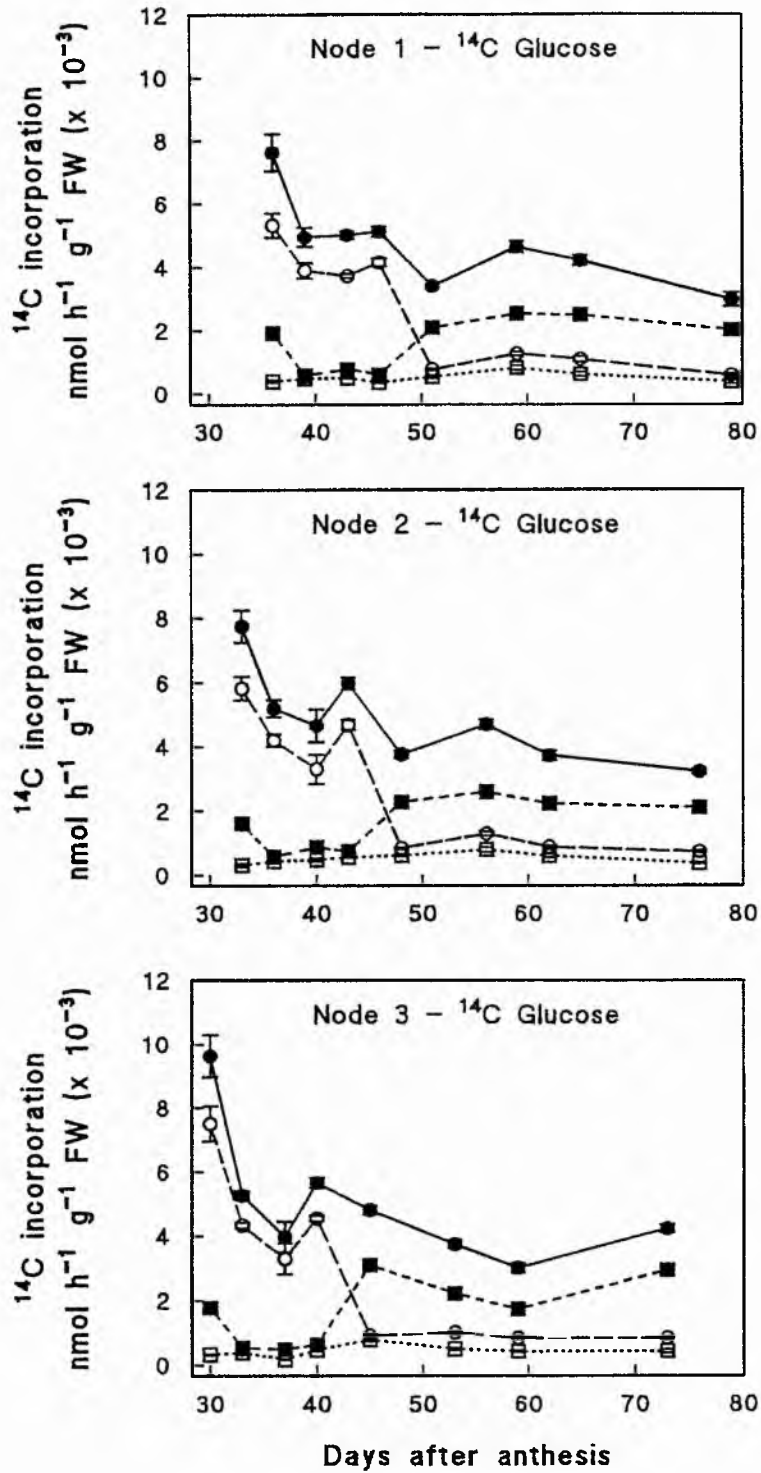 ¹⁴C incorporation
nmol h⁻¹ g⁻¹ FW (x 10⁻³)
Node 1 – ¹⁴C Glucose
12
10
8
6
4
2
0
30 40 50 60 70 80
¹⁴C incorporation
nmol h⁻¹ g⁻¹ FW (x 10⁻³)
Node 2 – ¹⁴C Glucose
12
10
8
6
4
2
0
30 40 50 60 70 80
¹⁴C incorporation
nmol h⁻¹ g⁻¹ FW (x 10⁻³)
Node 3 – ¹⁴C Glucose
12
10
8
6
4
2
0
30 40 50 60 70 80
Days after anthesis